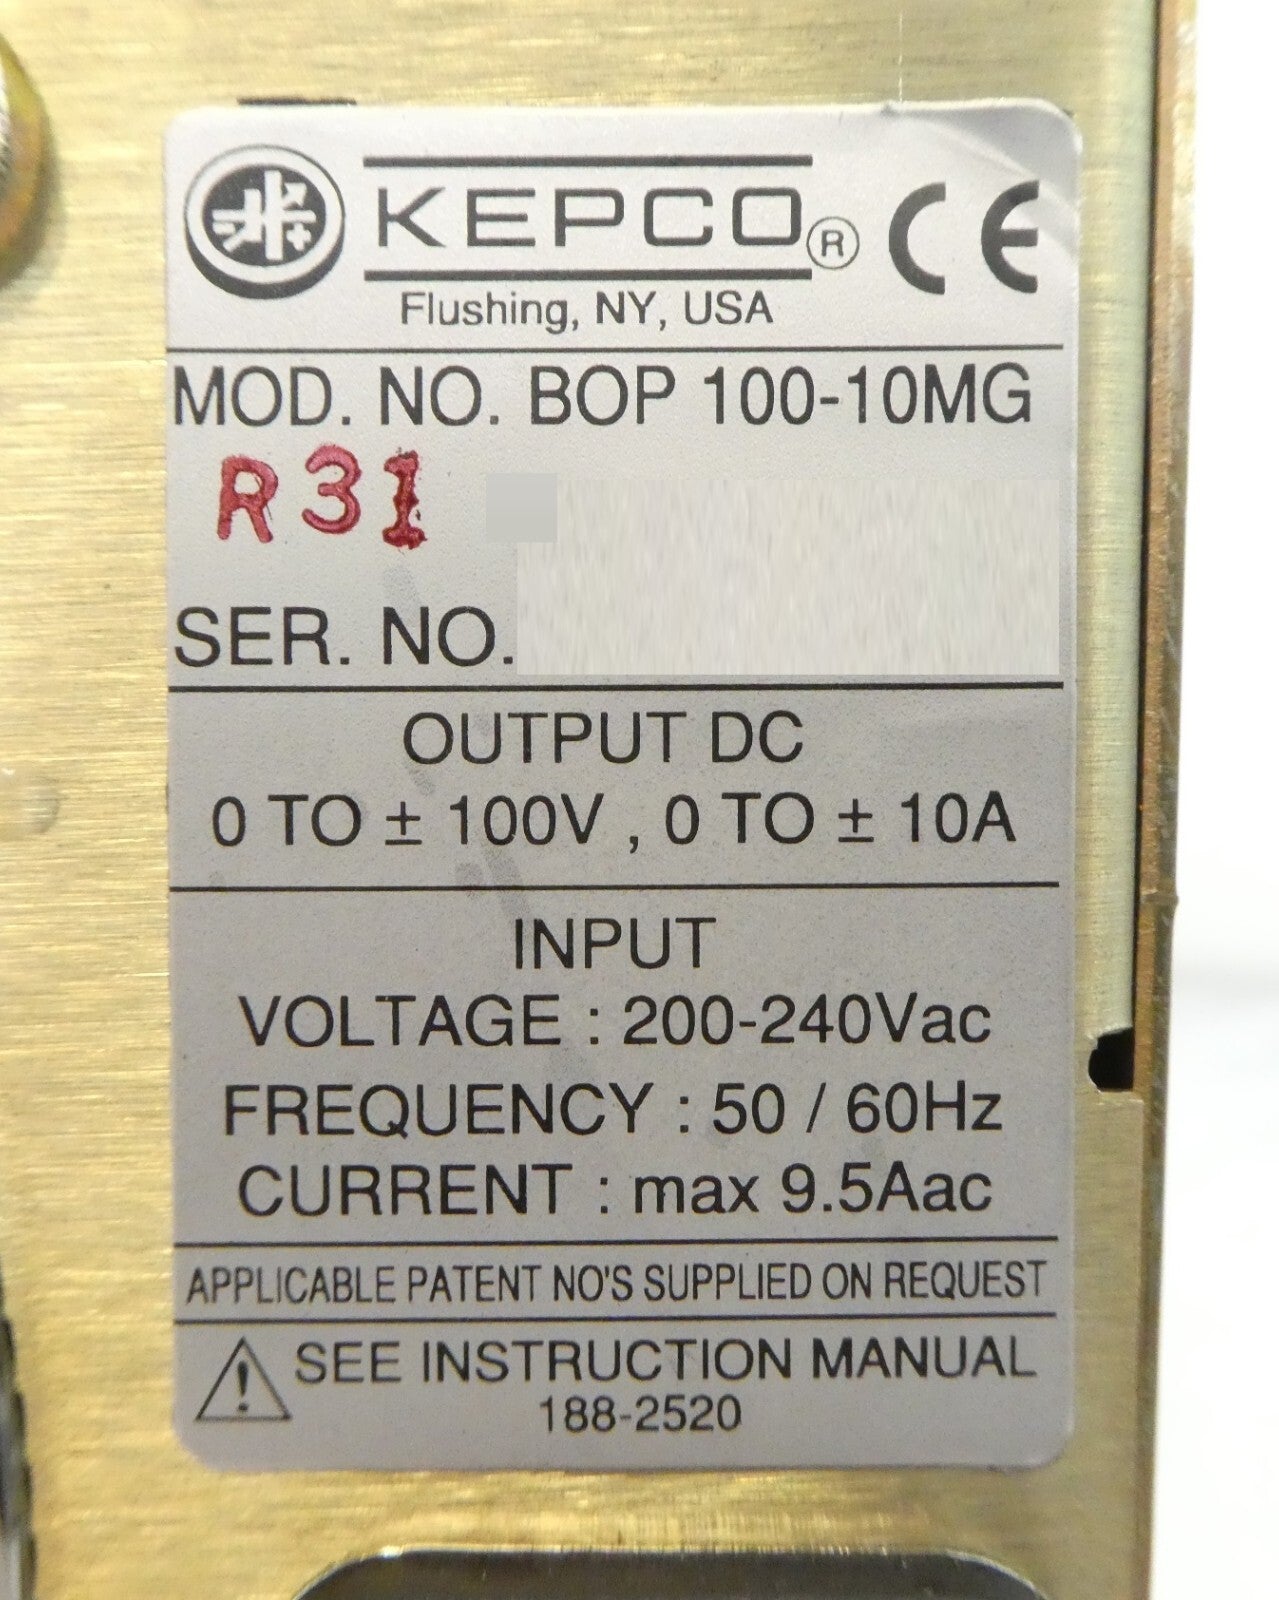 KEPCO® CE
Flushing, NY, USA
MOD. NO. BOP 100-10MG
R31
SER. NO.
OUTPUT DC
0 TO ± 100V , 0 TO ± 10A
INPUT
VOLTAGE : 200-240Vac
FREQUENCY : 50 / 60Hz
CURRENT : max 9.5Aac
APPLICABLE PATENT NO'S SUPPLIED ON REQUEST
SEE INSTRUCTION MANUAL
188-2520